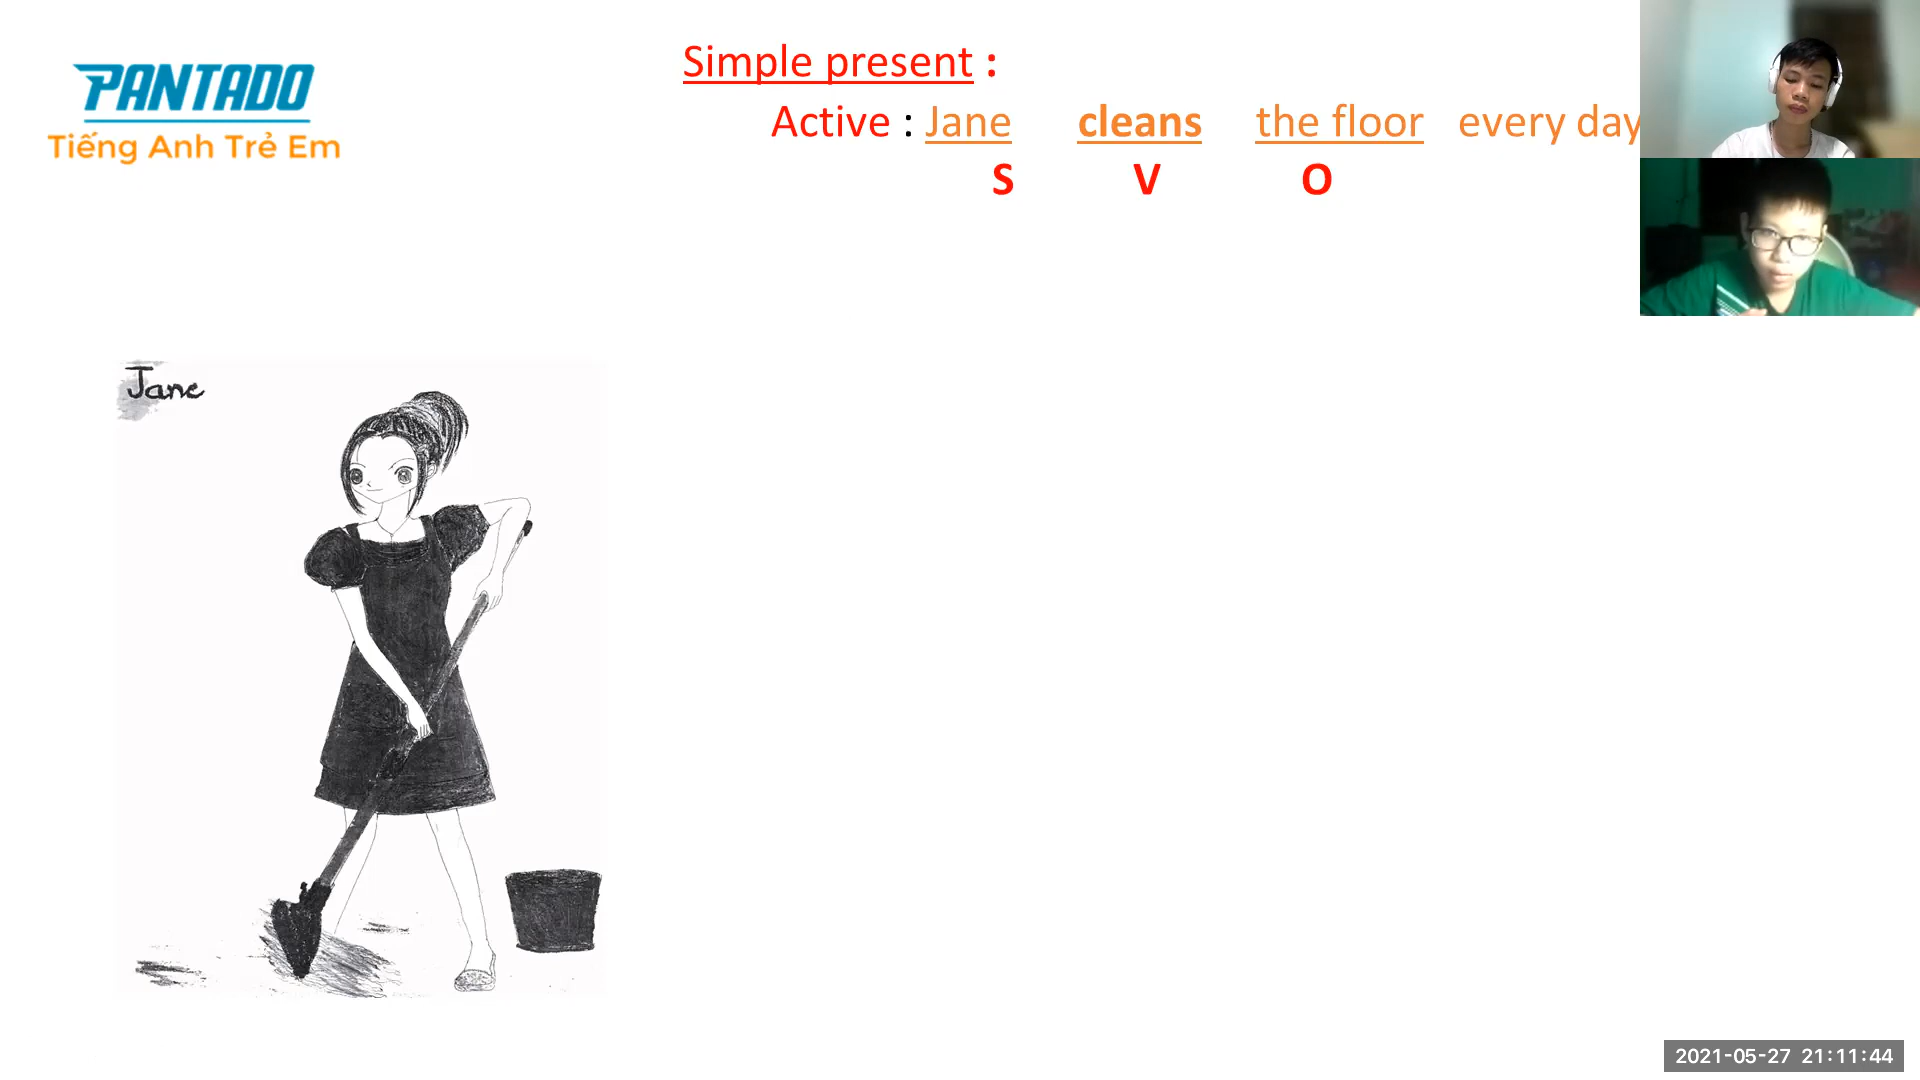 PANTADO
Tiếng Anh Trẻ Em
Simple present :
Active : Jane cleans the floor every day
S V O
Jane
2021-05-27 21:11:44